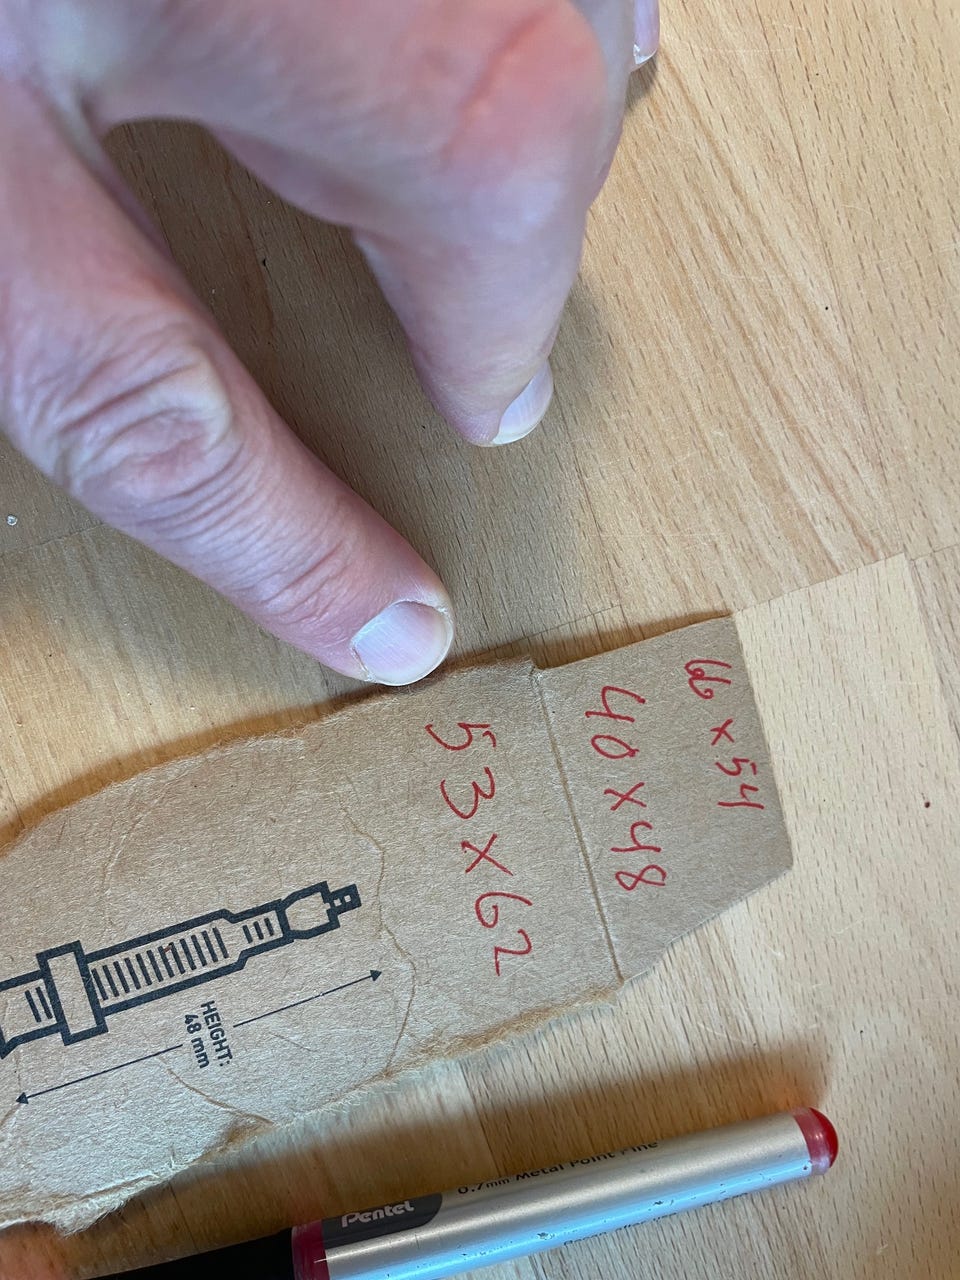 66 x 54
40 x 48
53 x 62
HEIGHT:
48 mm
Pentel
0.7mm Metal Point Fine